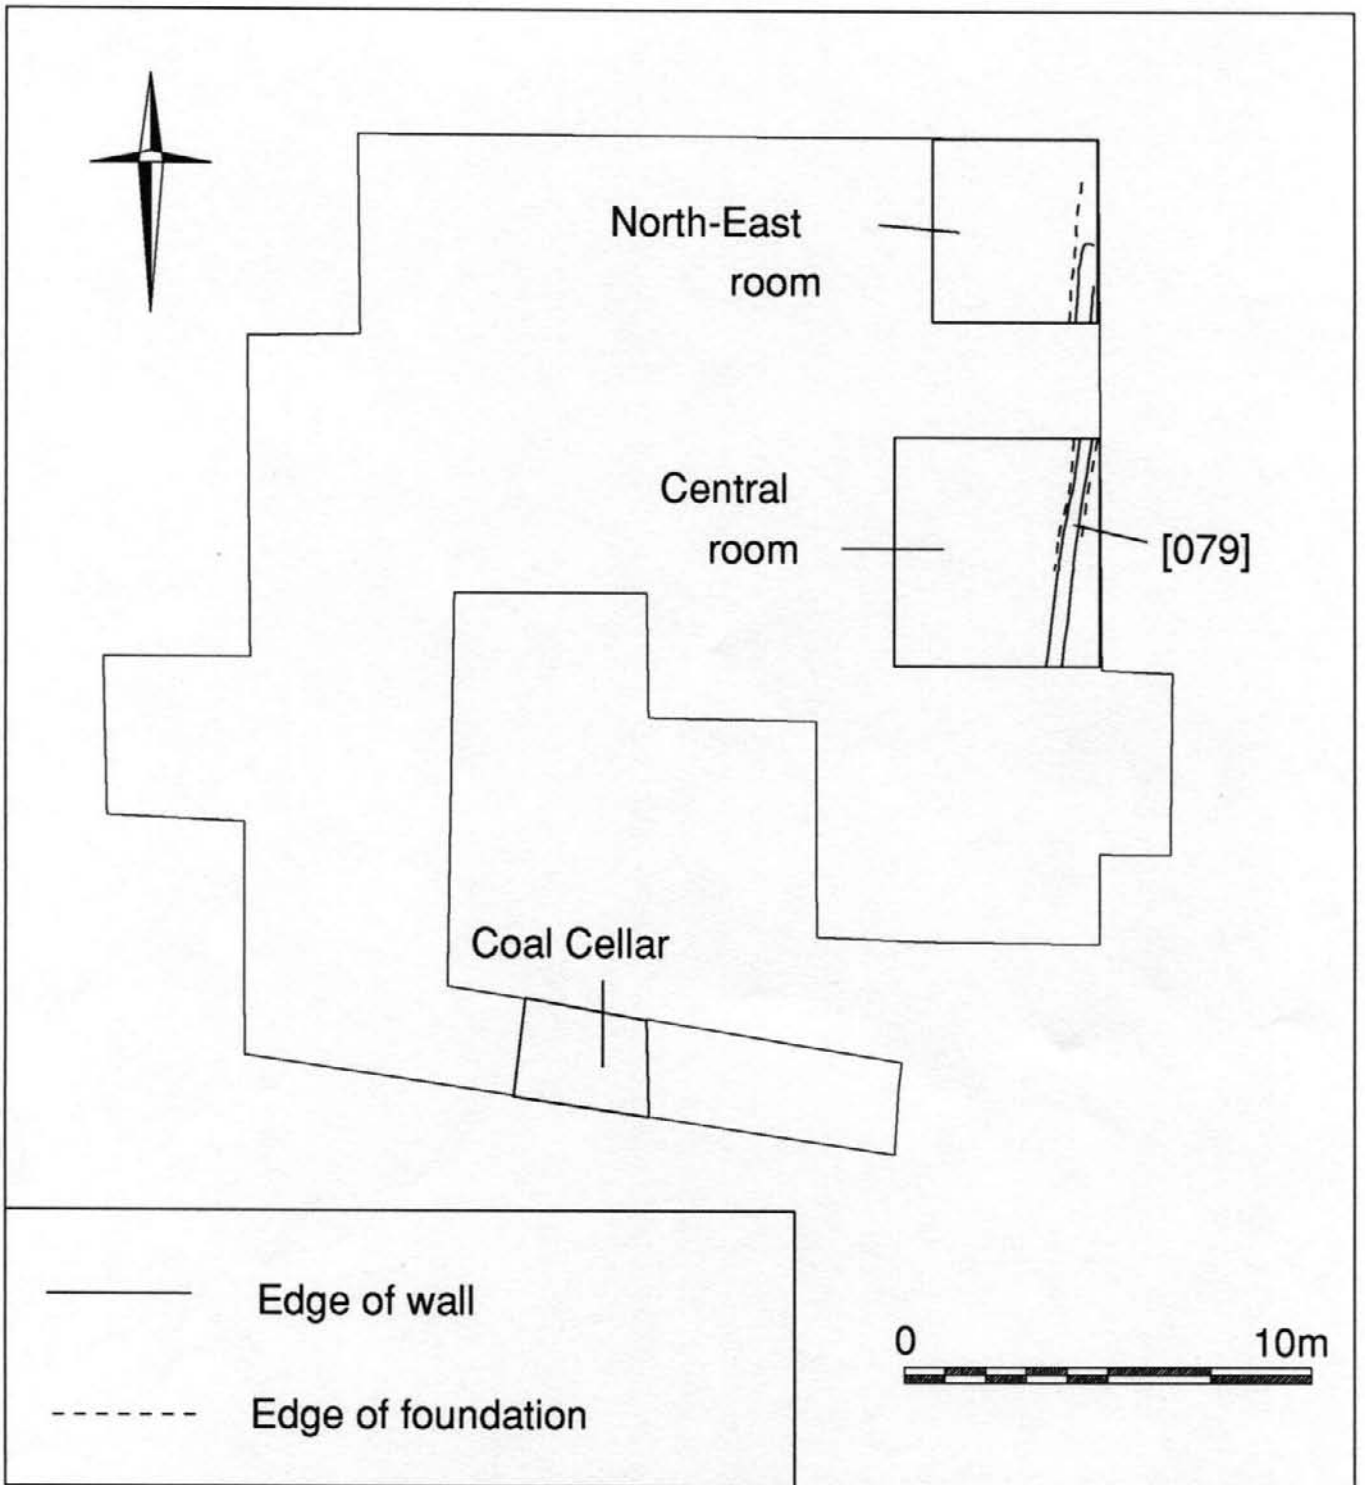 North-East
room
Central
room
[079]
Coal Cellar
Edge of wall
0 10m
Edge of foundation